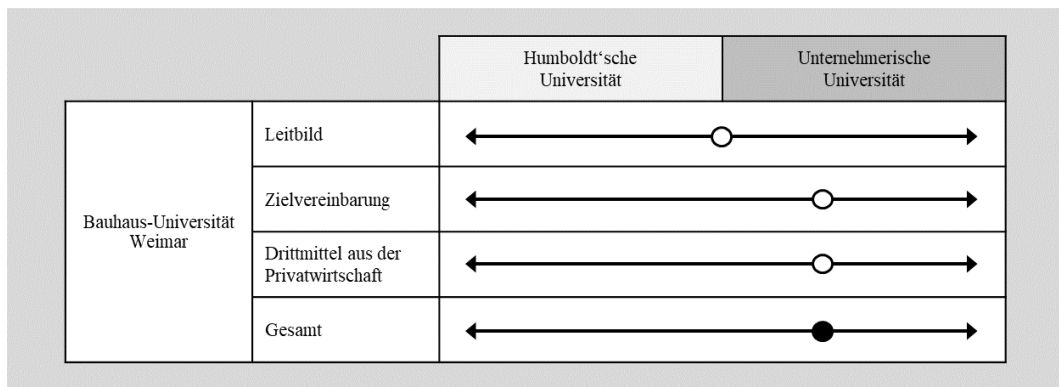 Humboldt‘sche
Universität
Unternehmerische
Universität
Bauhaus-Universität
Weimar
Leitbild
Zielvereinbarung
Drittmittel aus der
Privatwirtschaft
Gesamt